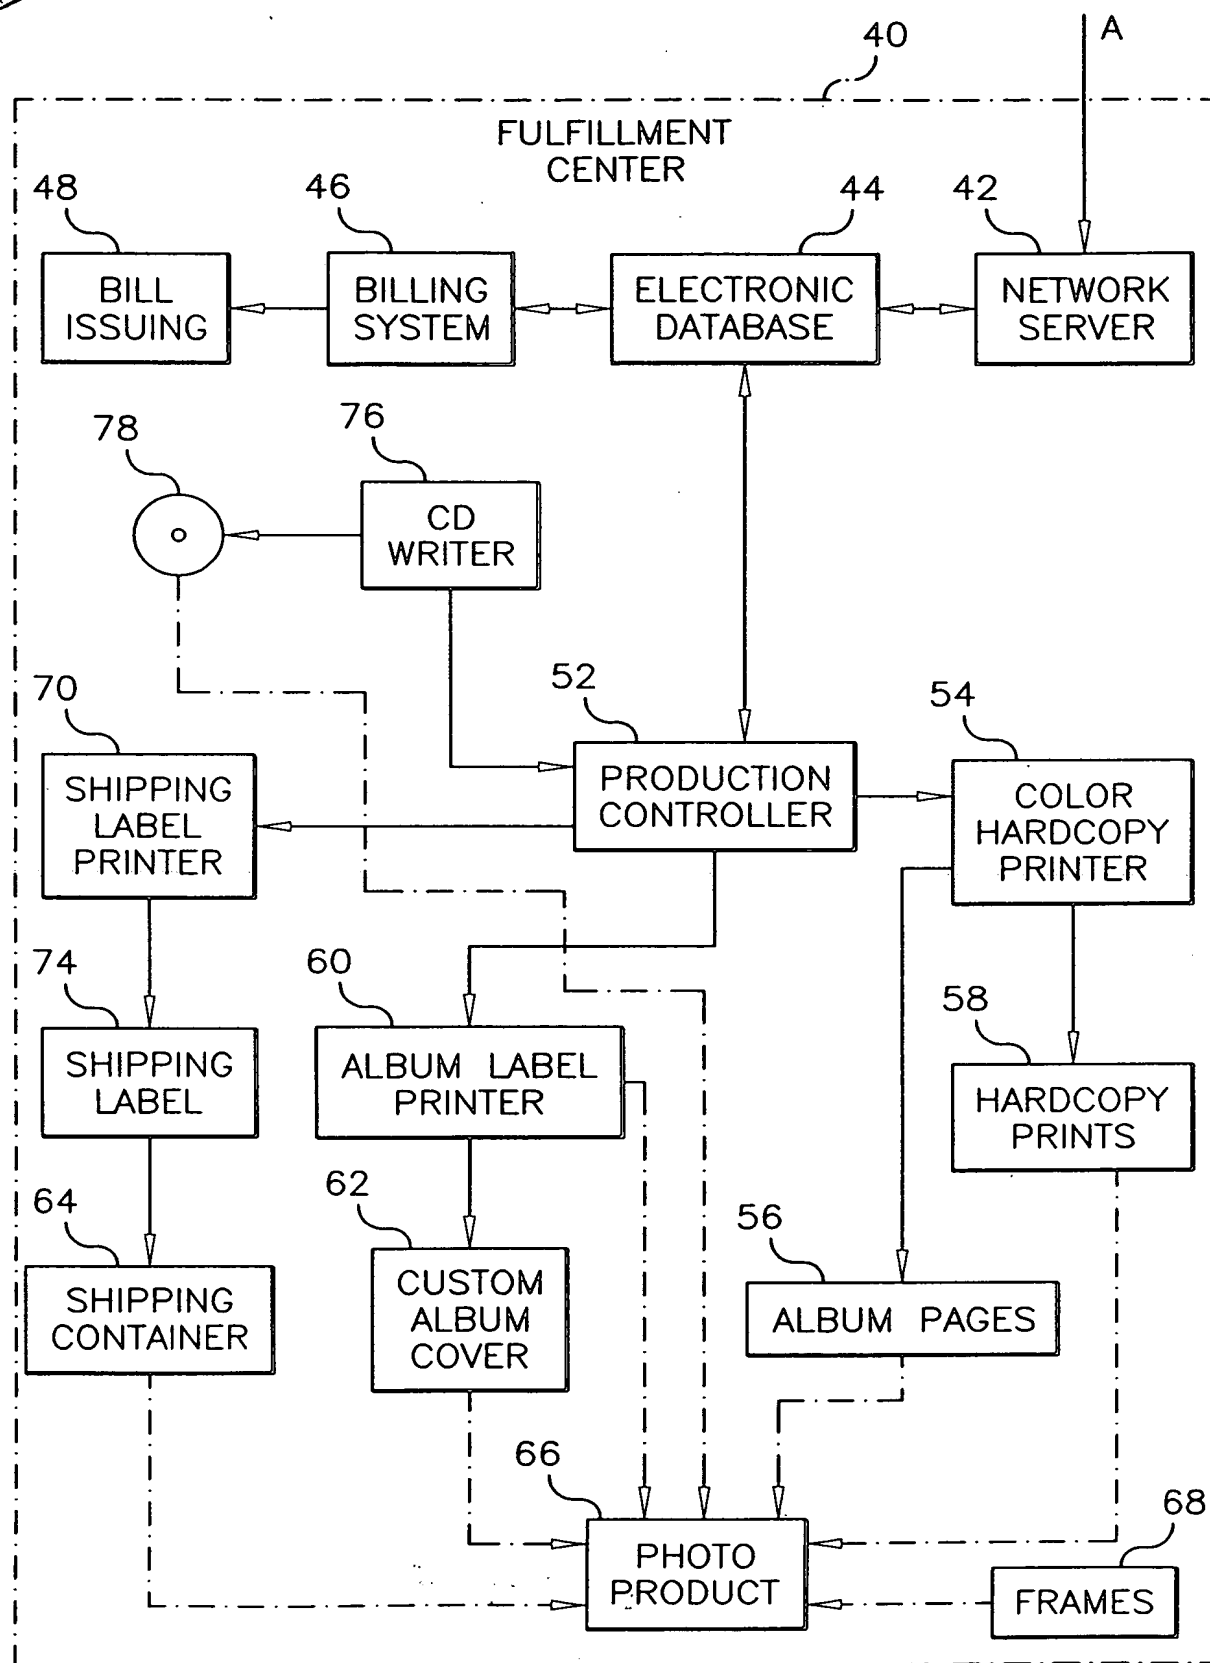 A
40
FULFILLMENT
CENTER
48
46
44
42
BILL
ISSUING
BILLING
SYSTEM
ELECTRONIC
DATABASE
NETWORK
SERVER
78
76
CD
WRITER
70
52
54
SHIPPING
LABEL
PRINTER
PRODUCTION
CONTROLLER
COLOR
HARDCOPY
PRINTER
74
60
58
SHIPPING
LABEL
ALBUM LABEL
PRINTER
HARDCOPY
PRINTS
64
62
56
SHIPPING
CONTAINER
CUSTOM
ALBUM
COVER
ALBUM PAGES
66
68
PHOTO
PRODUCT
FRAMES